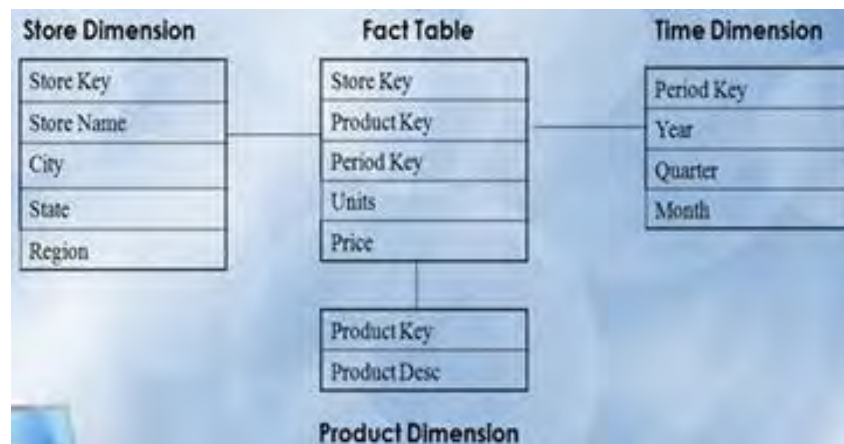 Store Dimension
Store Key
Store Name
City
State
Region
Fact Table
Store Key
Product Key
Period Key
Units
Price
Time Dimension
Period Key
Year
Quarter
Month
Product Key
Product Desc
Product Dimension